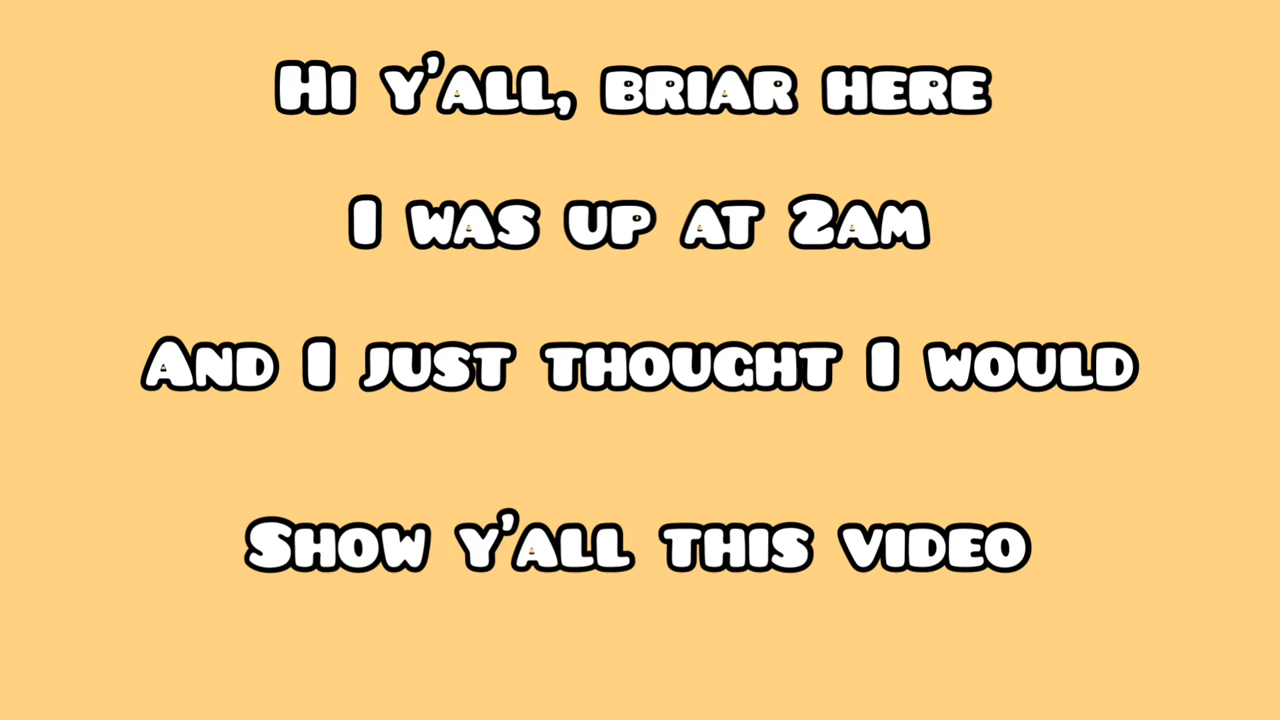 Hi y'all, briar here
I was up at 2am
And I just thought I would
Show y'all this video